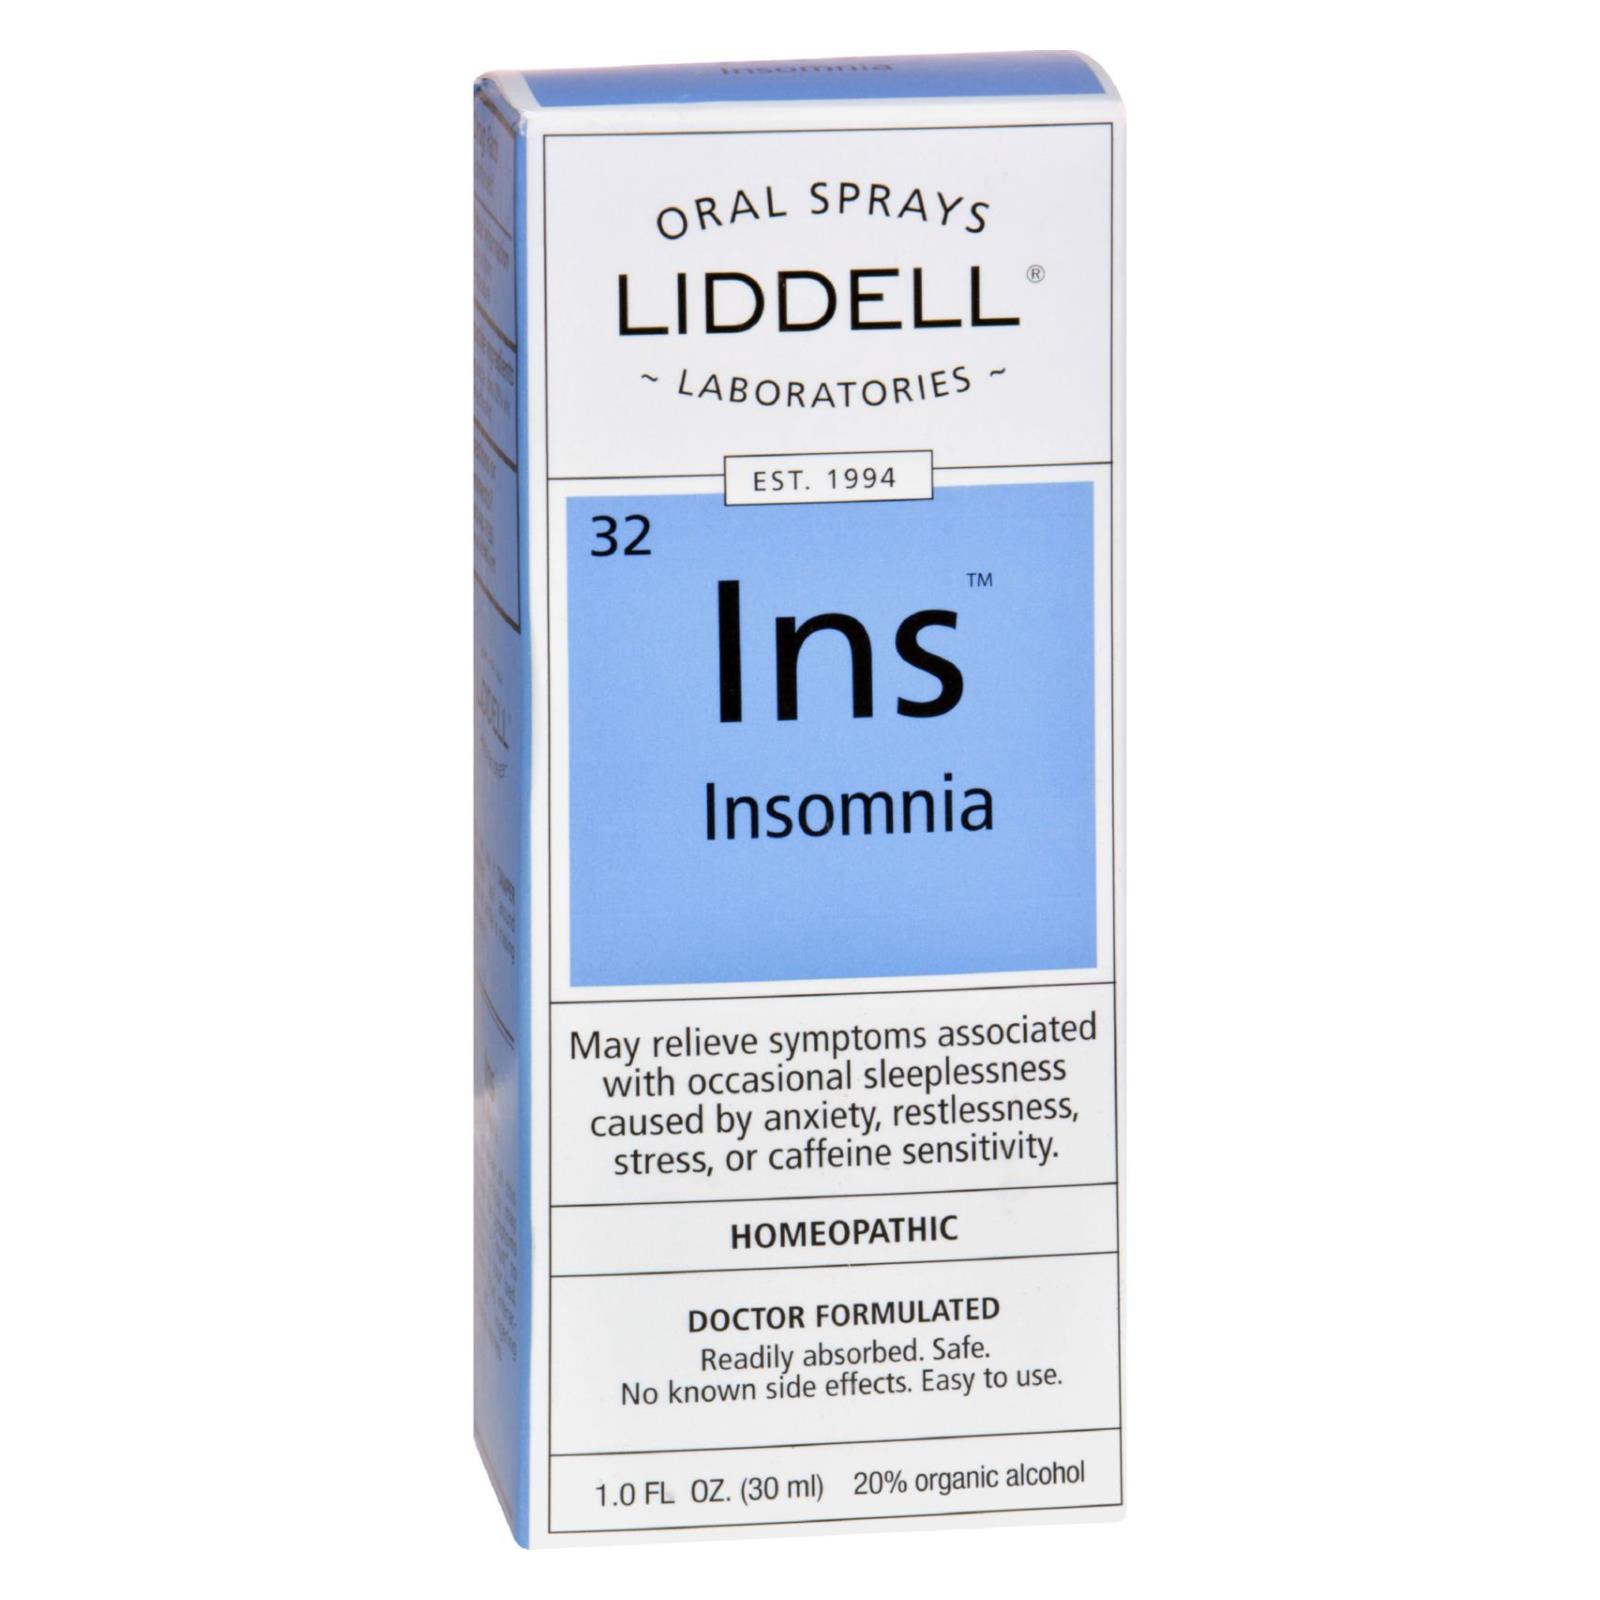 Insomnia
ORAL SPRAYS
LIDDELL®
~ LABORATORIES ~
EST. 1994
32
Ins™
Insomnia
May relieve symptoms associated
with occasional sleeplessness
caused by anxiety, restlessness,
stress, or caffeine sensitivity.
HOMEOPATHIC
DOCTOR FORMULATED
Readily absorbed. Safe.
No known side effects. Easy to use.
1.0 FL OZ. (30 ml) 20% organic alcohol